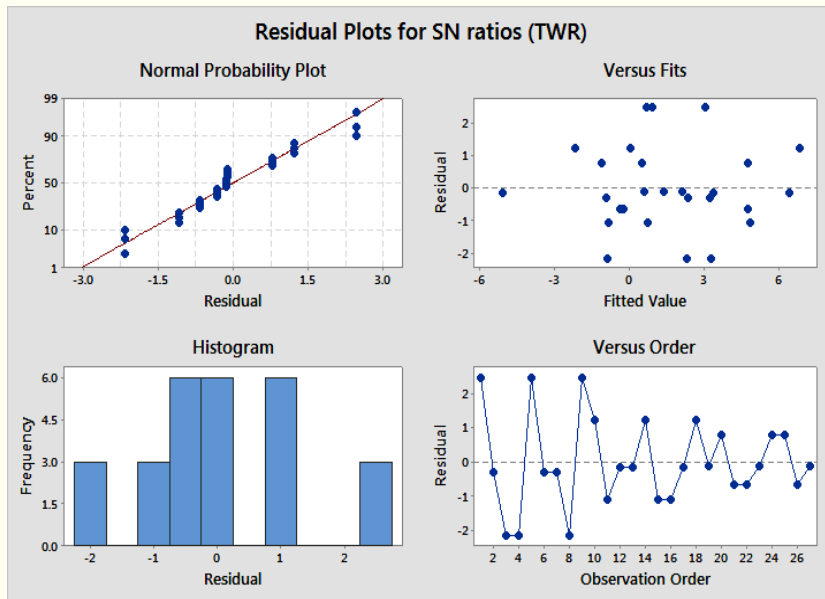 Residual Plots for SN ratios (TWR)
Normal Probability Plot
Versus Fits
99
90
50
10
1
Percent
-3.0 -1.5 0.0 1.5 3.0
Residual
2
1
0
-1
-2
Residual
-6 -3 0 3 6
Fitted Value
Histogram
Versus Order
6.0
4.5
3.0
1.5
0.0
Frequency
-2 -1 0 1 2
Residual
2
1
0
-1
-2
Residual
2 4 6 8 10 12 14 16 18 20 22 24 26
Observation Order